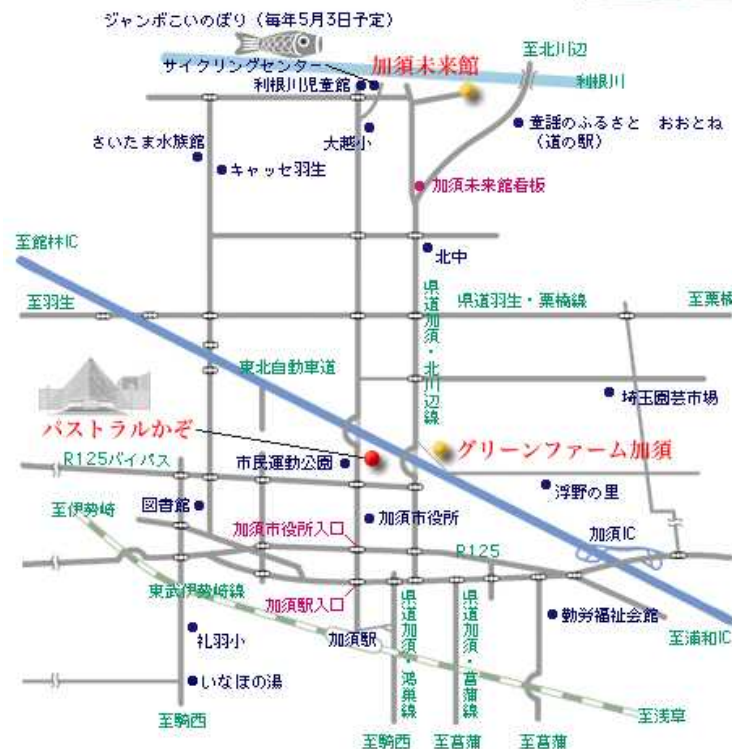 ジャンボこいのぼり（毎年5月3日予定）
至北川辺
サイクリングセンター
加須未来館
利根川児童館
利根川
さいたま水族館
大越小
童謡のふるさと　おおとね
（道の駅）
キャッセ羽生
加須未来館看板
至館林IC
北中
至羽生
県道加須・北川辺線
県道羽生・栗橋線
至栗橋
東北自動車道
埼玉園芸市場
パストラルかぞ
グリーンファーム加須
R125バイパス
市民運動公園
浮野の里
図書館
至伊勢崎
加須市役所入口
加須市役所
加須IC
R125
東武伊勢崎線
加須駅入口
県道加須・鴻巣線
県道加須・菖蒲線
勤労福祉会館
礼羽小
加須駅
至浦和IC
いなほの湯
至騎西
至浅草
至騎西
至菖蒲
至菖蒲